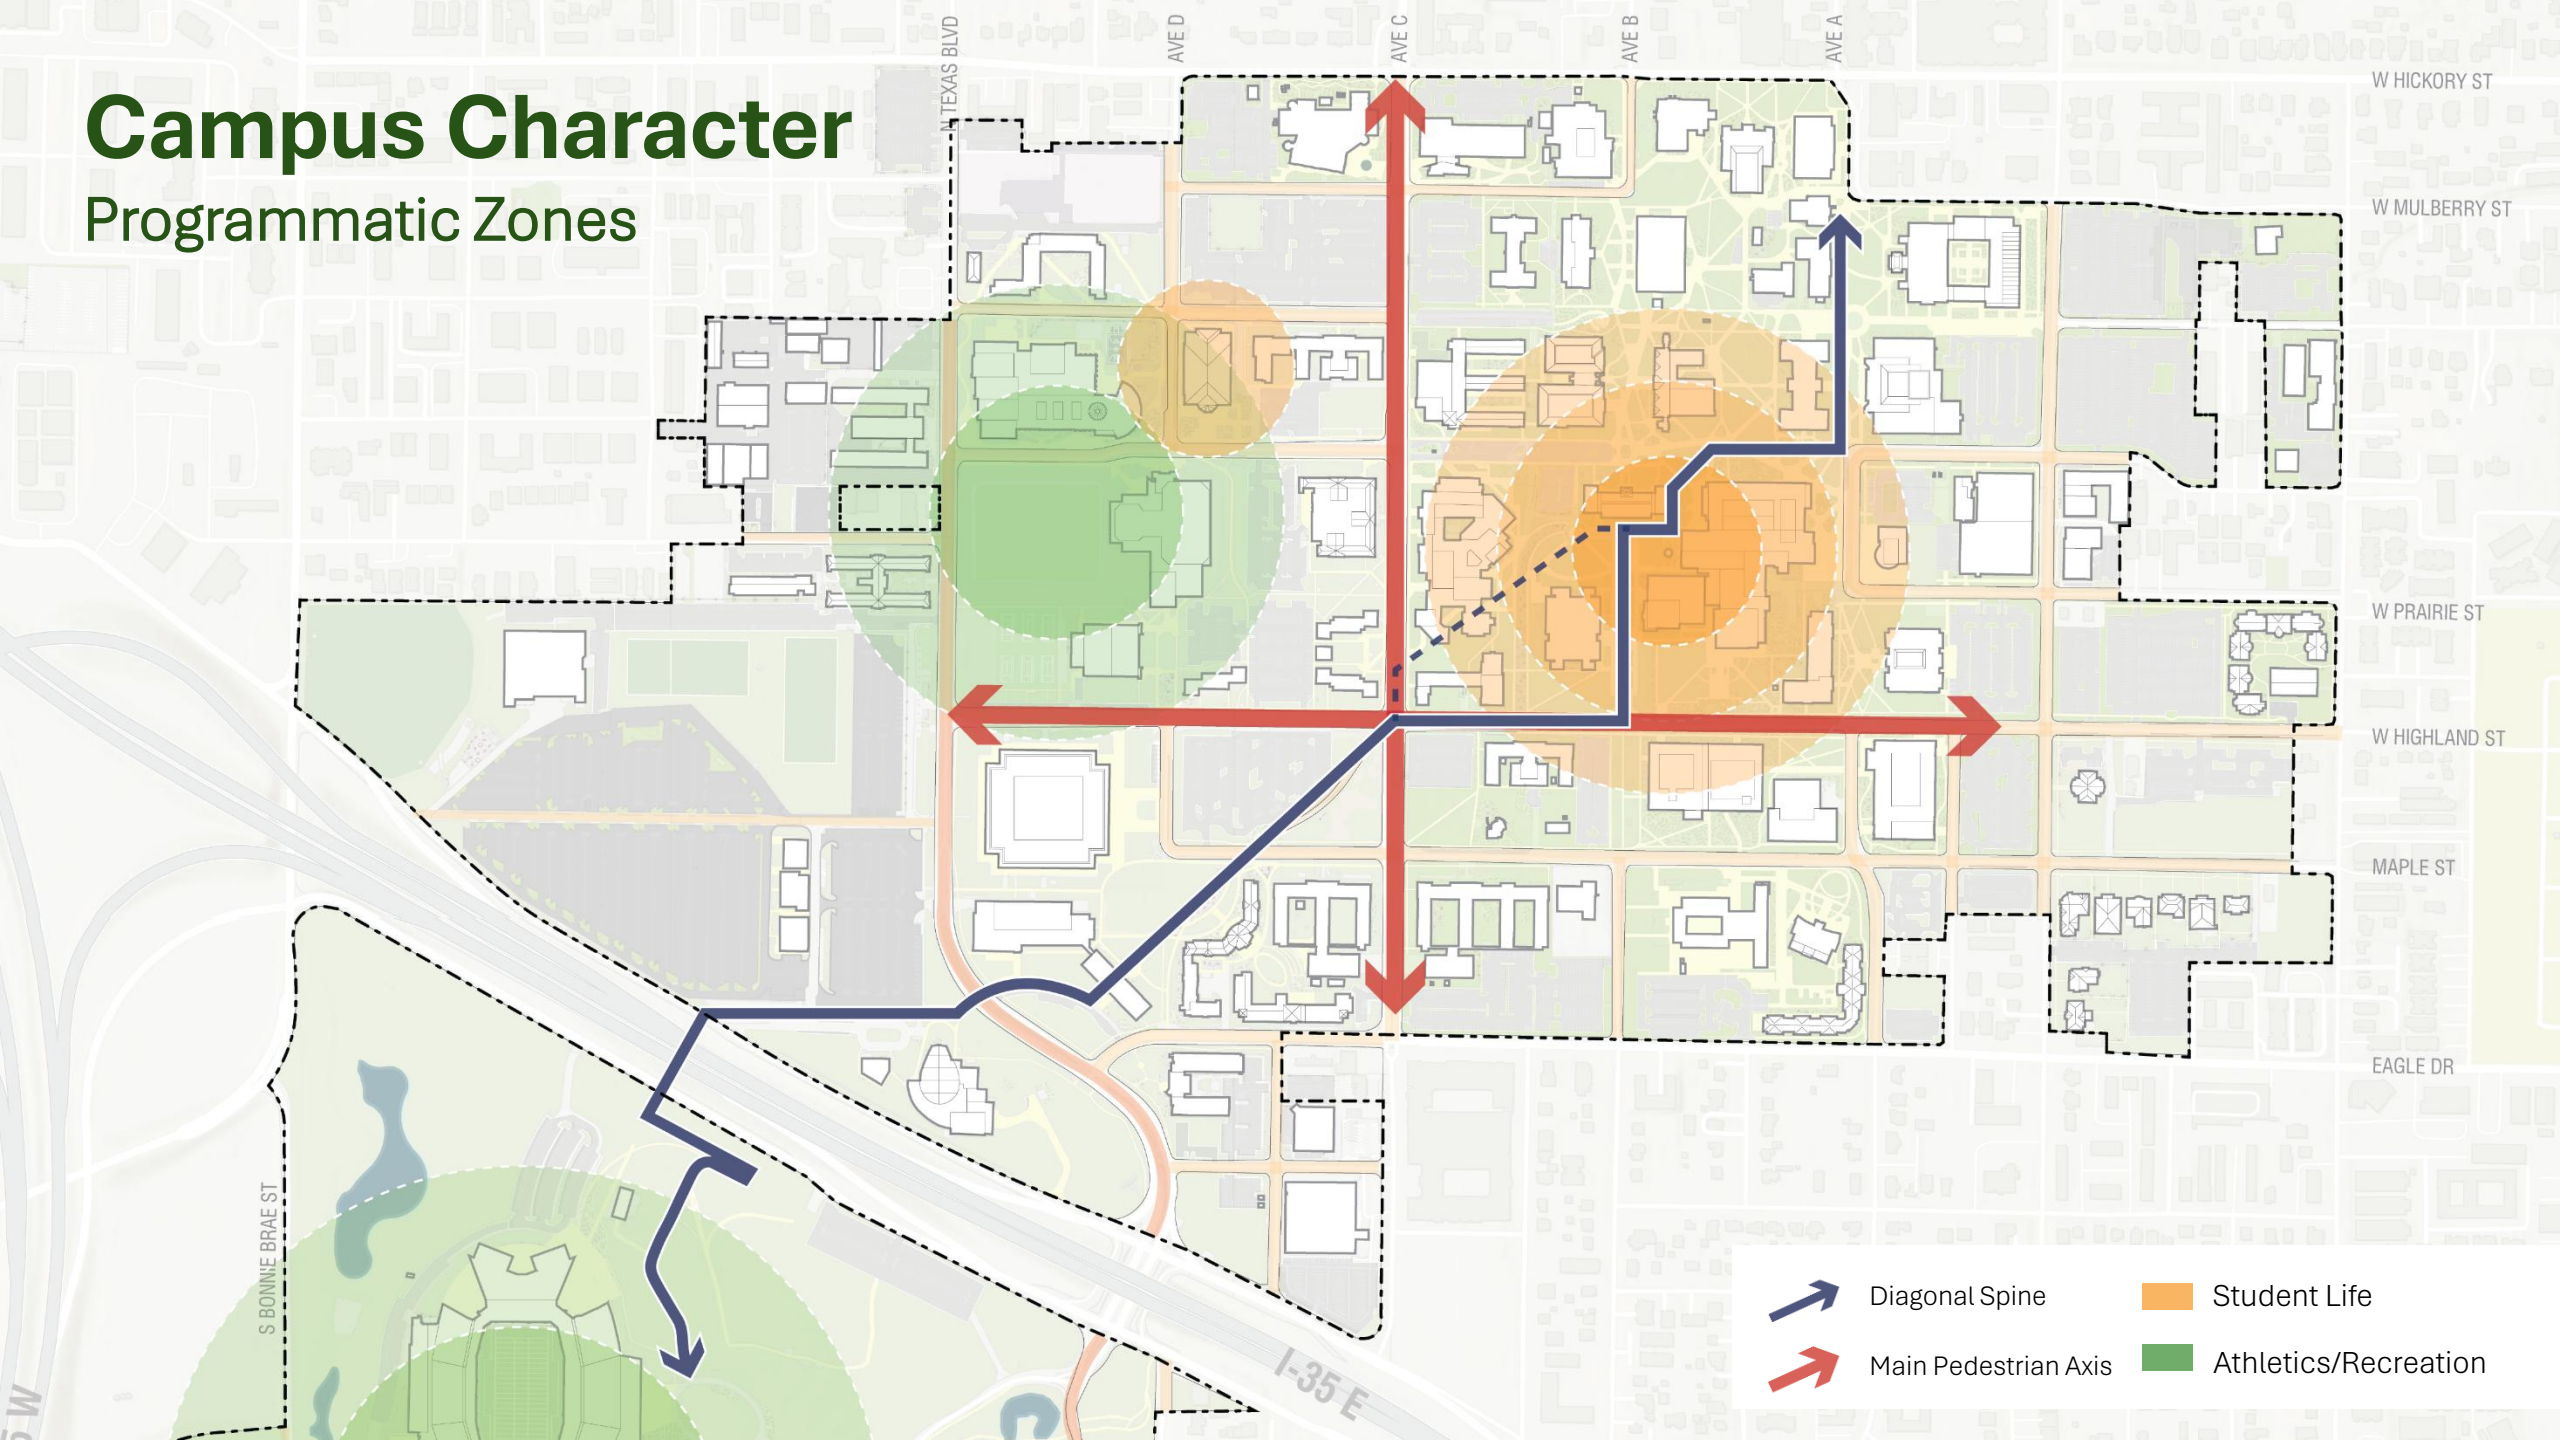 Campus Character
Programmatic Zones
N TEXAS BLVD
AVE D
AVE C
AVE B
AVE A
W HICKORY ST
W MULBERRY ST
W PRAIRIE ST
W HIGHLAND ST
MAPLE ST
EAGLE DR
S BONNIE BRAE ST
I-35 E
5 W
Diagonal Spine
Student Life
Main Pedestrian Axis
Athletics/Recreation